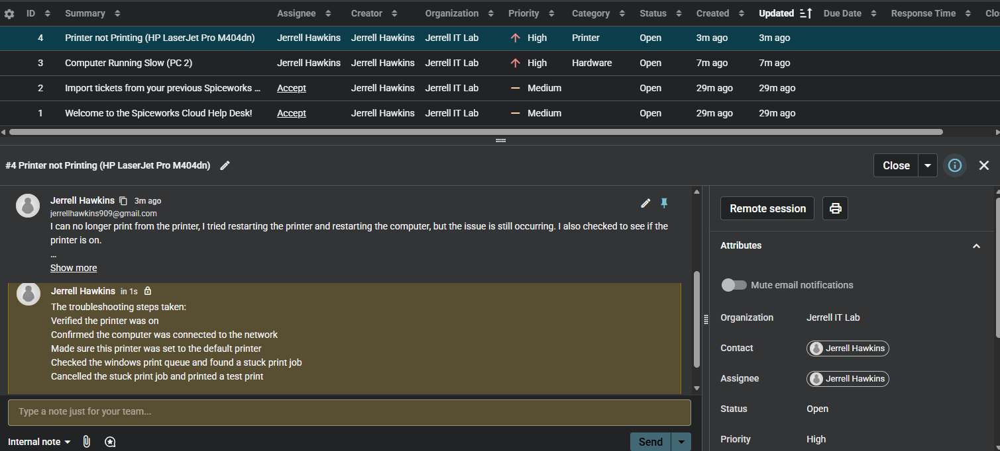 ID Summary Assignee Creator Organization Priority Category Status Created Updated Due Date Response Time Clo
4 Printer not Printing (HP LaserJet Pro M404dn) Jerrell Hawkins Jerrell Hawkins Jerrell IT Lab High Printer Open 3m ago 3m ago
3 Computer Running Slow (PC 2) Jerrell Hawkins Jerrell Hawkins Jerrell IT Lab High Hardware Open 7m ago 7m ago
2 Import tickets from your previous Spiceworks ... Accept Jerrell Hawkins Jerrell IT Lab Medium Open 29m ago 29m ago
1 Welcome to the Spiceworks Cloud Help Desk! Accept Jerrell Hawkins Jerrell IT Lab Medium Open 29m ago 29m ago
#4 Printer not Printing (HP LaserJet Pro M404dn)
Close
Jerrell Hawkins 3m ago
jerrellhawkins909@gmail.com
I can no longer print from the printer, I tried restarting the printer and restarting the computer, but the issue is still occurring. I also checked to see if the
printer is on.
...
Show more
Jerrell Hawkins in 1s
The troubleshooting steps taken:
Verified the printer was on
Confirmed the computer was connected to the network
Made sure this printer was set to the default printer
Checked the windows print queue and found a stuck print job
Cancelled the stuck print job and printed a test print
Type a note just for your team...
Internal note
Send
Remote session
Attributes
Mute email notifications
Organization Jerrell IT Lab
Contact Jerrell Hawkins
Assignee Jerrell Hawkins
Status Open
Priority High